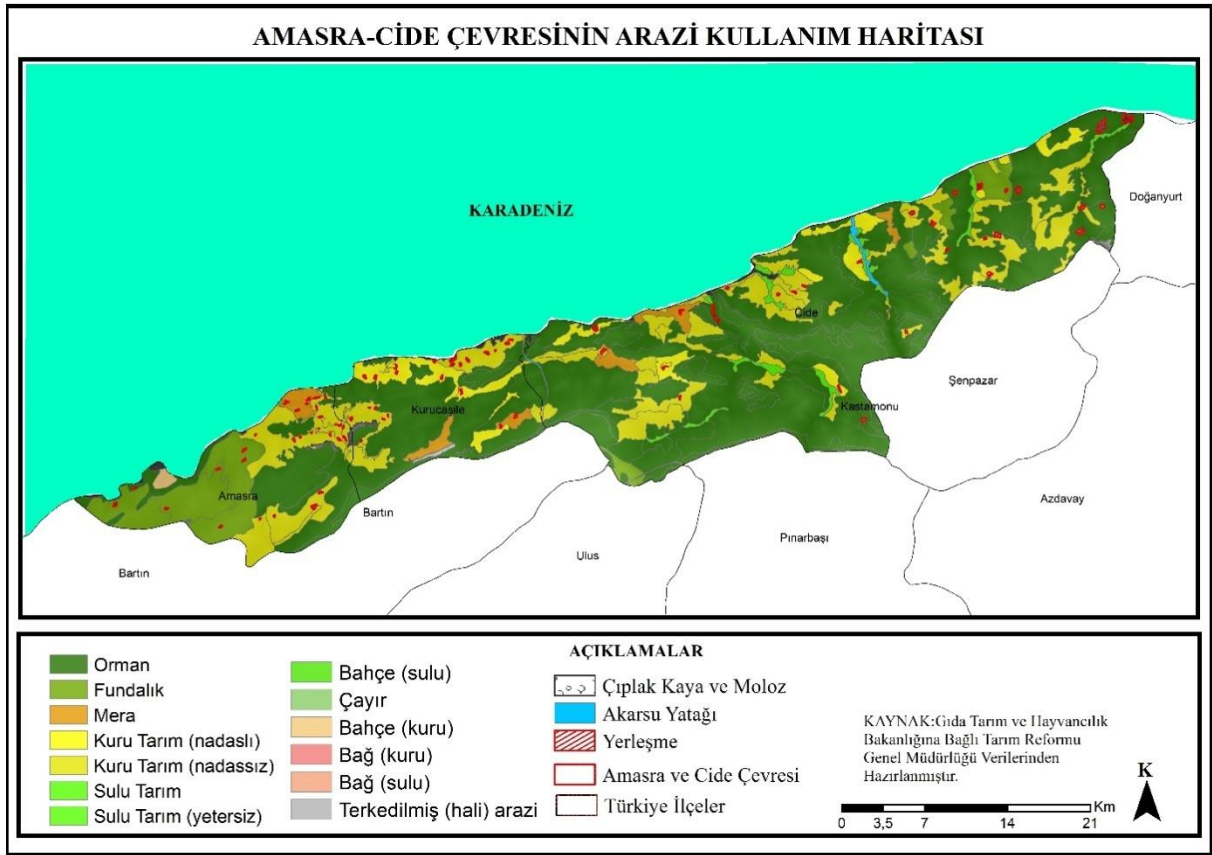 AMASRA-CİDE ÇEVRESİNİN ARAZİ KULLANIM HARİTASI
KARADENİZ
Doğanyurt
Cide
Şenpazar
Kurucaşile
Kastamonu
Amasra
Bartın
Azdavay
Pınarbaşı
Ulus
Bartın
Orman
Fundalık
Mera
Kuru Tarım (nadaslı)
Kuru Tarım (nadassız)
Sulu Tarım
Sulu Tarım (yetersiz)
Bahçe (sulu)
Çayır
Bahçe (kuru)
Bağ (kuru)
Bağ (sulu)
Terkedilmiş (hali) arazi
AÇIKLAMALAR
Çıplak Kaya ve Moloz
Akarsu Yatağı
Yerleşme
Amasra ve Cide Çevresi
Türkiye İlçeler
KAYNAK:Gıda Tarım ve Hayvancılık
Bakanlığına Bağlı Tarım Reformu
Genel Müdürlüğü Verilerinden
Hazırlanmıştır.
K
Km
0 3,5 7 14 21